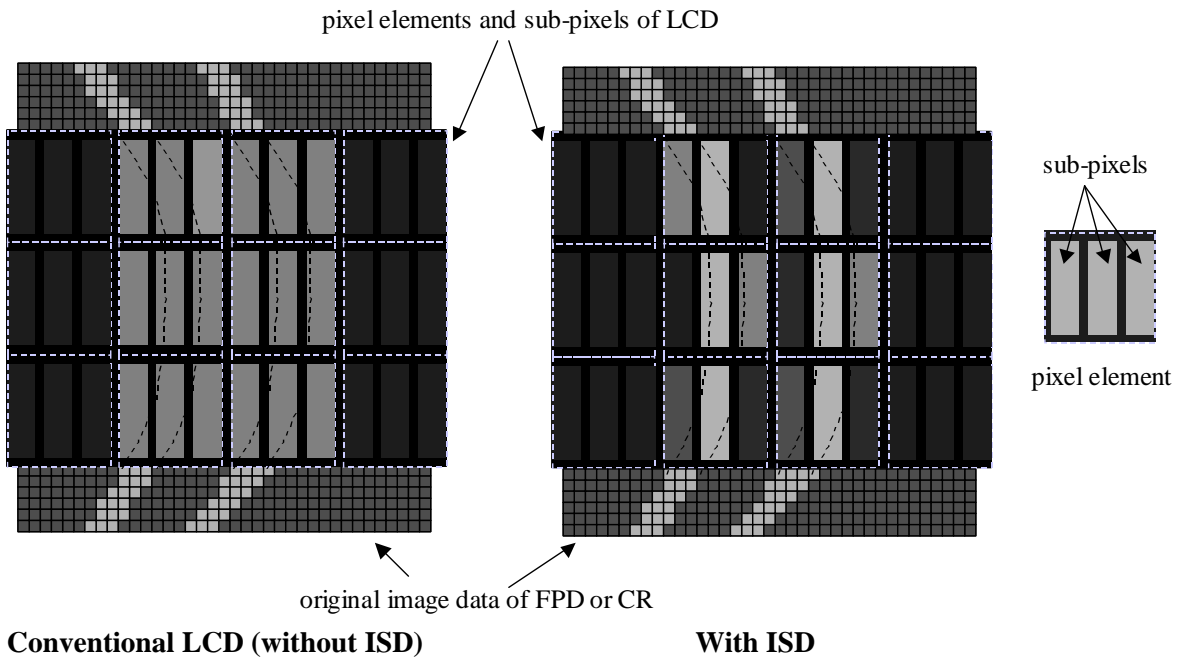 pixel elements and sub-pixels of LCD
sub-pixels
pixel element
original image data of FPD or CR
Conventional LCD (without ISD)
With ISD